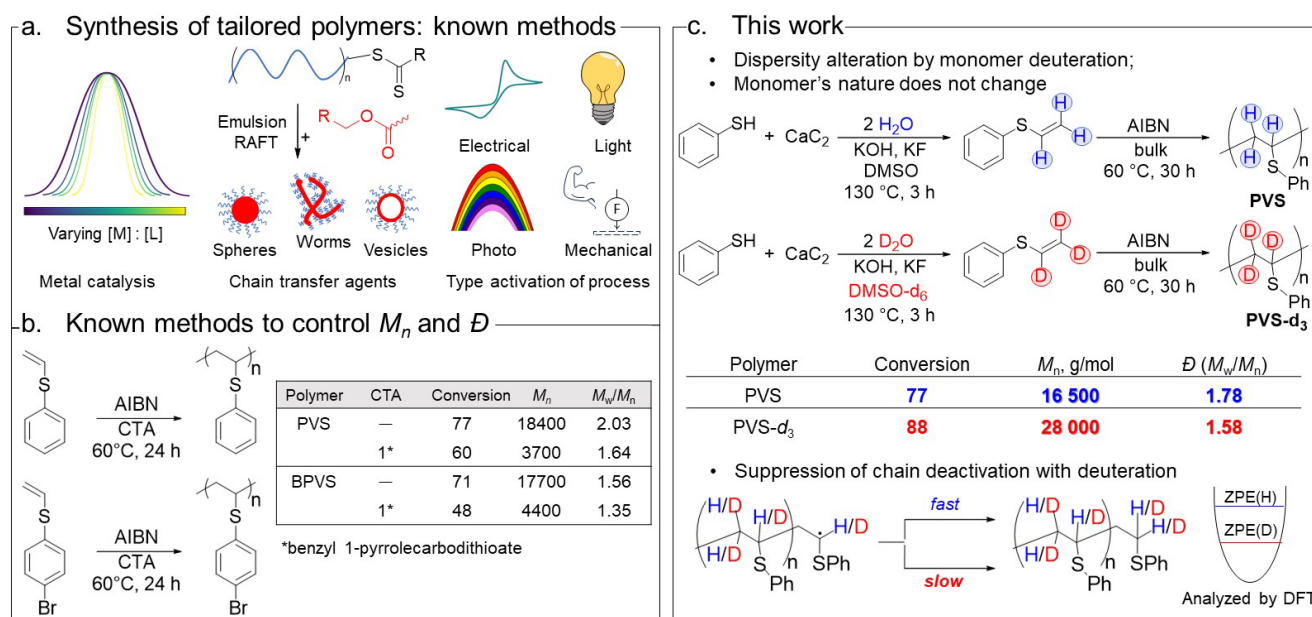 a. Synthesis of tailored polymers: known methods
Varying [M] : [L]
Metal catalysis
n
S
R
S
Emulsion
RAFT
+
R
O
O
Spheres
Worms
Vesicles
Chain transfer agents
Electrical
Light
Photo
F
Mechanical
Type activation of process
b. Known methods to control Mn and Đ
S
AIBN
CTA
60°C, 24 h
n
S
S
Br
AIBN
CTA
60°C, 24 h
n
S
Br
Polymer CTA Conversion Mn Mw/Mn
PVS – 77 18400 2.03
1* 60 3700 1.64
BPVS – 71 17700 1.56
1* 48 4400 1.35
*benzyl 1-pyrrolecarbodithioate
c. This work
• Dispersity alteration by monomer deuteration;
• Monomer's nature does not change
SH
+ CaC2
2 H2O
KOH, KF
DMSO
130 °C, 3 h
S
H
H
H
AIBN
bulk
60 °C, 30 h
H
H
H
n
S
Ph
PVS
SH
+ CaC2
2 D2O
KOH, KF
DMSO-d6
130 °C, 3 h
S
D
D
D
AIBN
bulk
60 °C, 30 h
D
D
D
n
S
Ph
PVS-d3
Polymer Conversion Mn, g/mol Đ (Mw/Mn)
PVS 77 16 500 1.78
PVS-d3 88 28 000 1.58
• Suppression of chain deactivation with deuteration
H/D
H/D
H/D
H/D
S
Ph
n
SPh
fast
slow
H/D
H/D
H/D
H/D
H/D
S
Ph
n
SPh
ZPE(H)
ZPE(D)
Analyzed by DFT